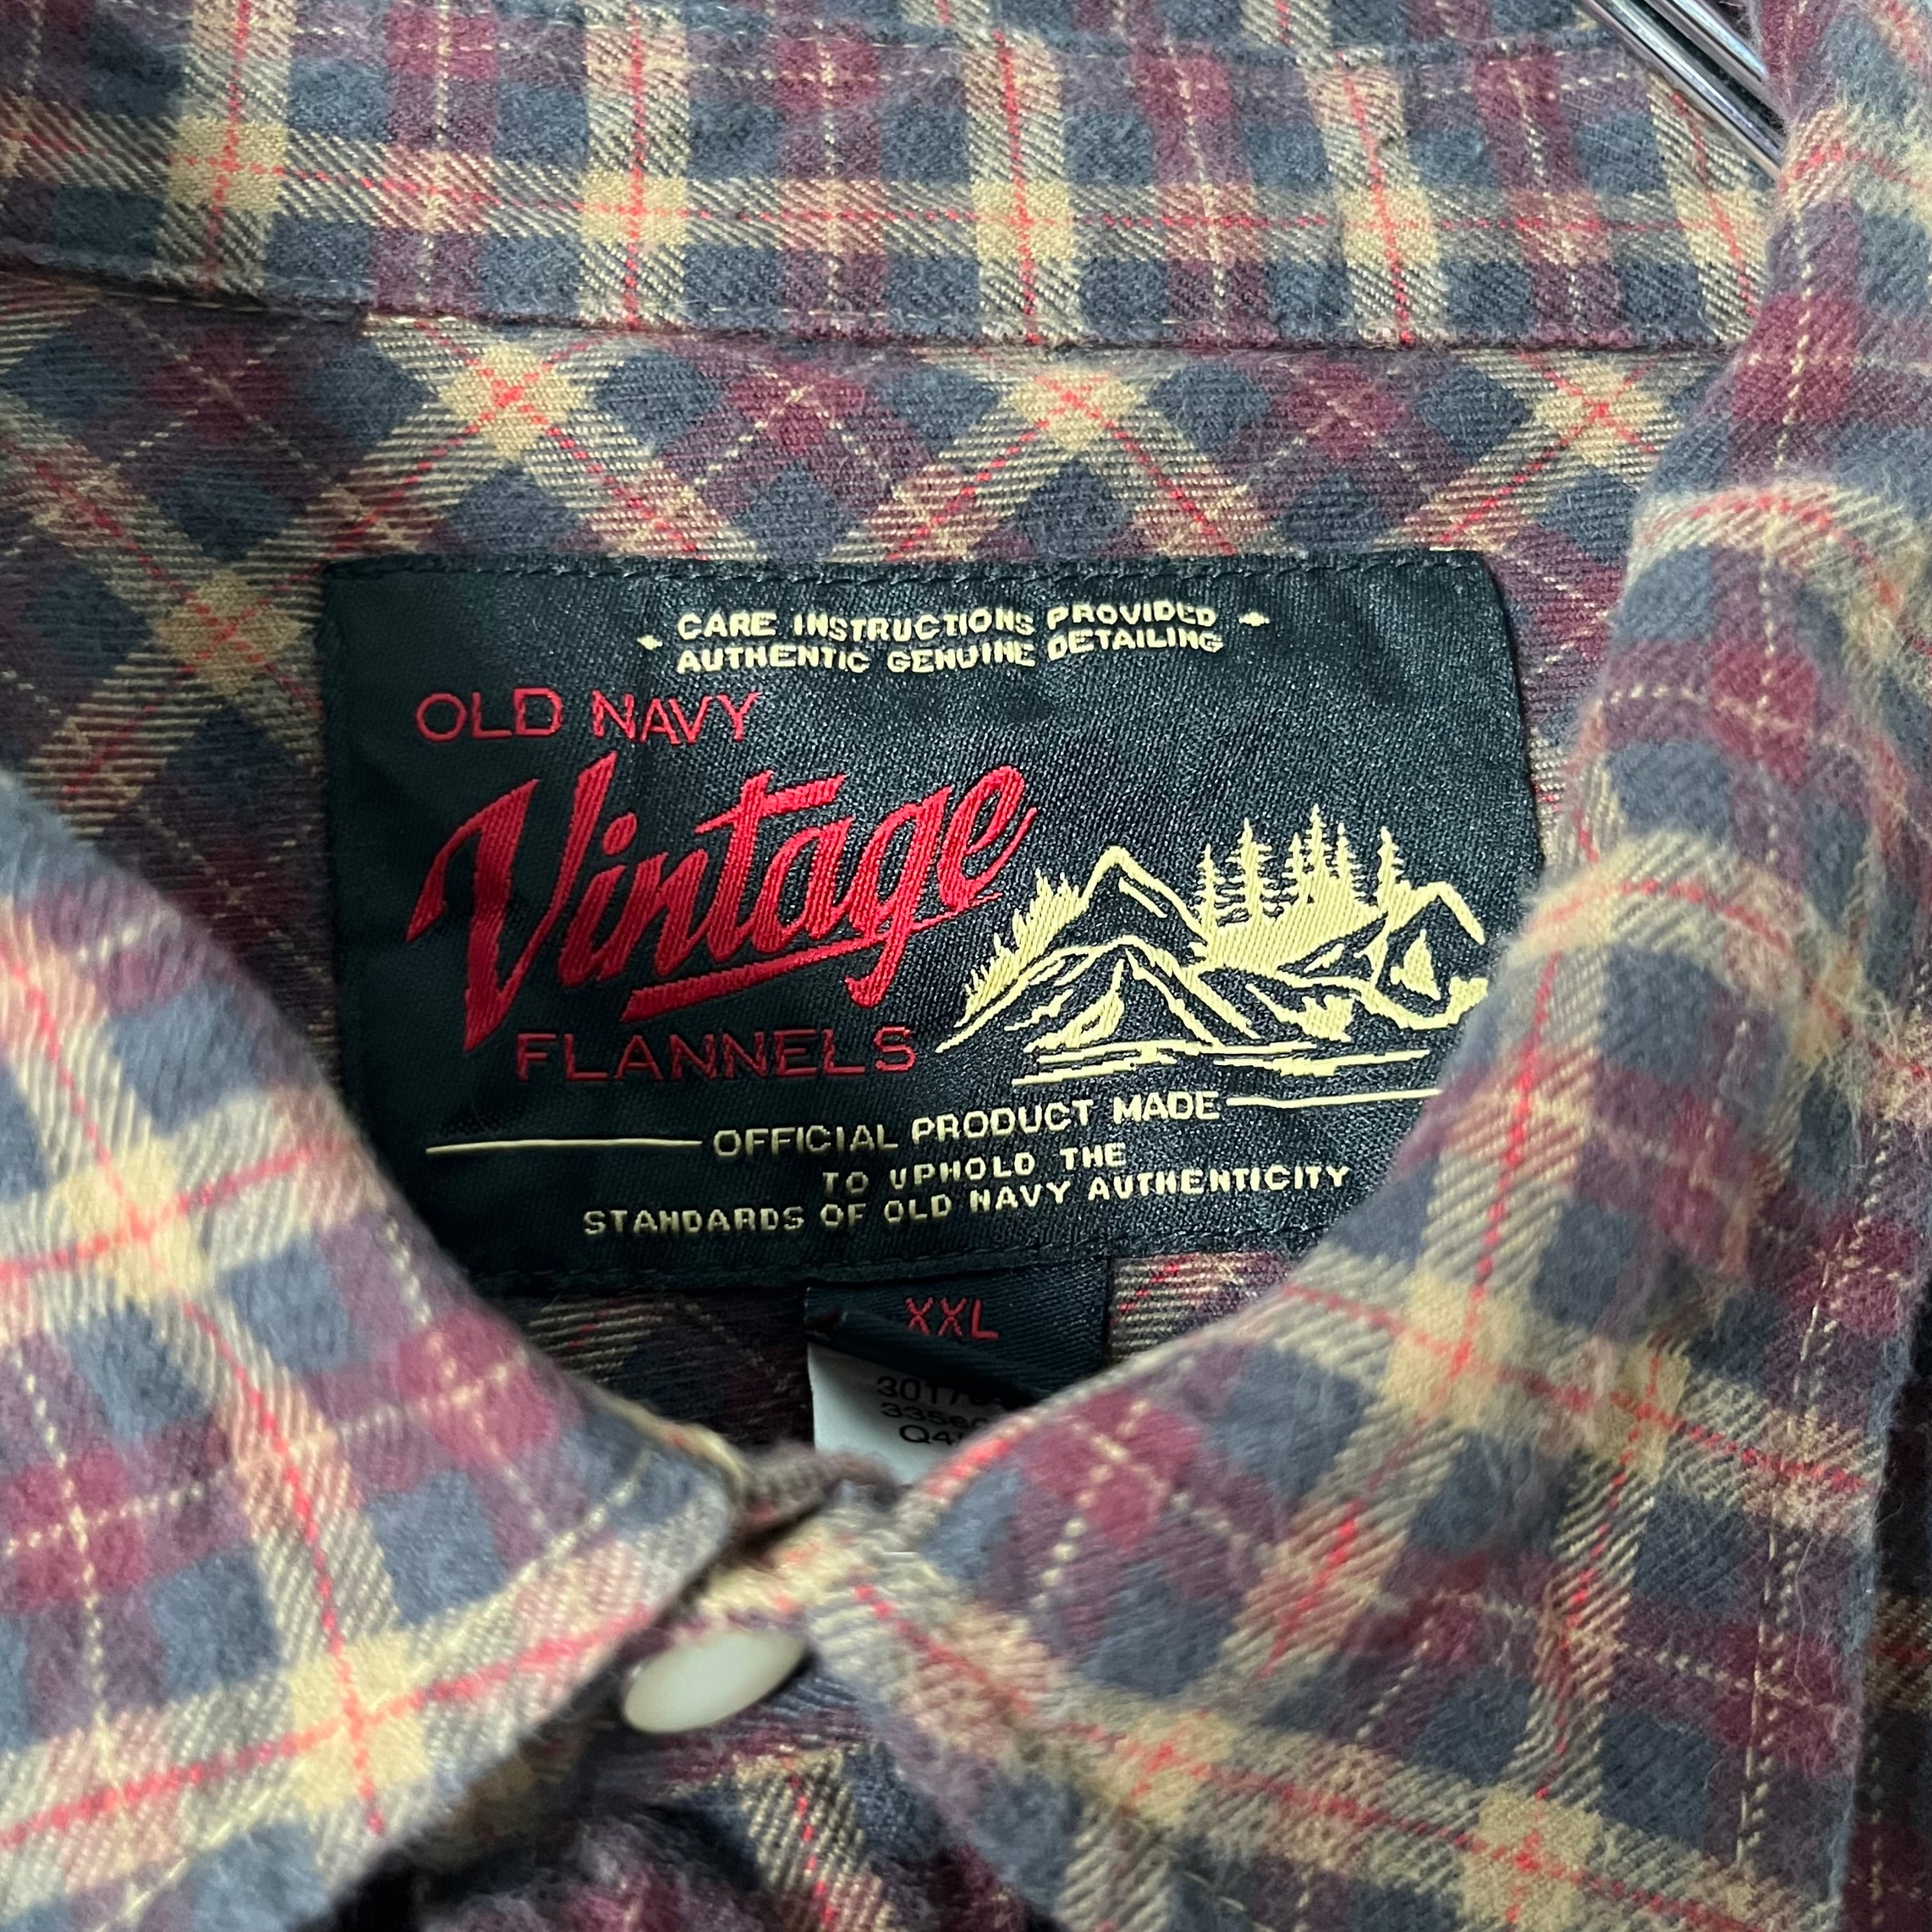 CARE INSTRUCTIONS PROVIDED
AUTHENTIC GENUINE DETAILING
OLD NAVY
Vintage
FLANNELS
OFFICIAL PRODUCT MADE
TO UPHOLD THE
STANDARDS OF OLD NAVY AUTHENTICITY
XXL